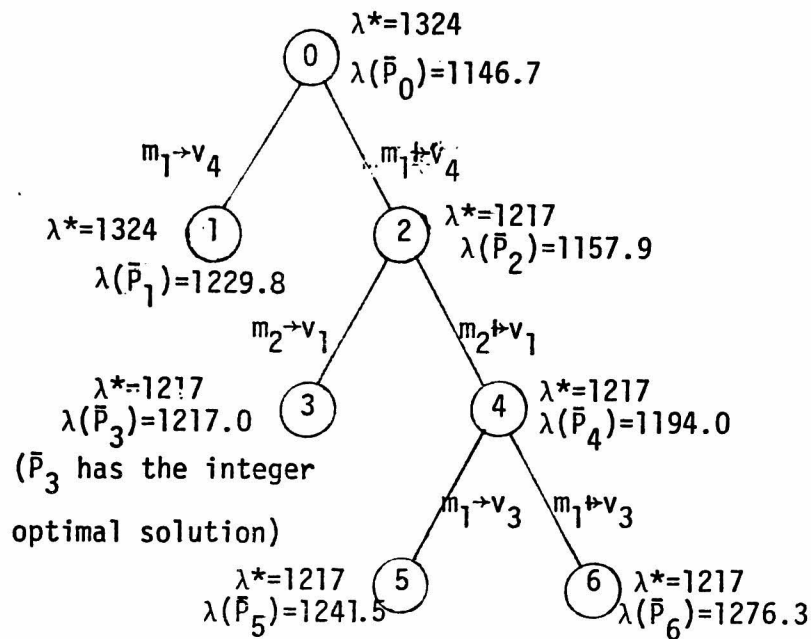 λ*=1324
0
λ(P̄₀)=1146.7
m₁→v₄
m₁↛v₄
λ*=1324
1
λ(P̄₁)=1229.8
λ*=1217
2
λ(P̄₂)=1157.9
m₂→v₁
m₂↛v₁
λ*=1217
3
λ(P̄₃)=1217.0
(P̄₃ has the integer
optimal solution)
λ*=1217
4
λ(P̄₄)=1194.0
m₁→v₃
m₁↛v₃
λ*=1217
5
λ(P̄₅)=1241.5
6
λ*=1217
λ(P̄₆)=1276.3